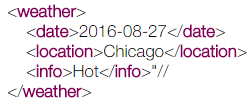 <weather>
<date>2016-08-27</date>
<location>Chicago</location>
<info>Hot</info>"//
</weather>